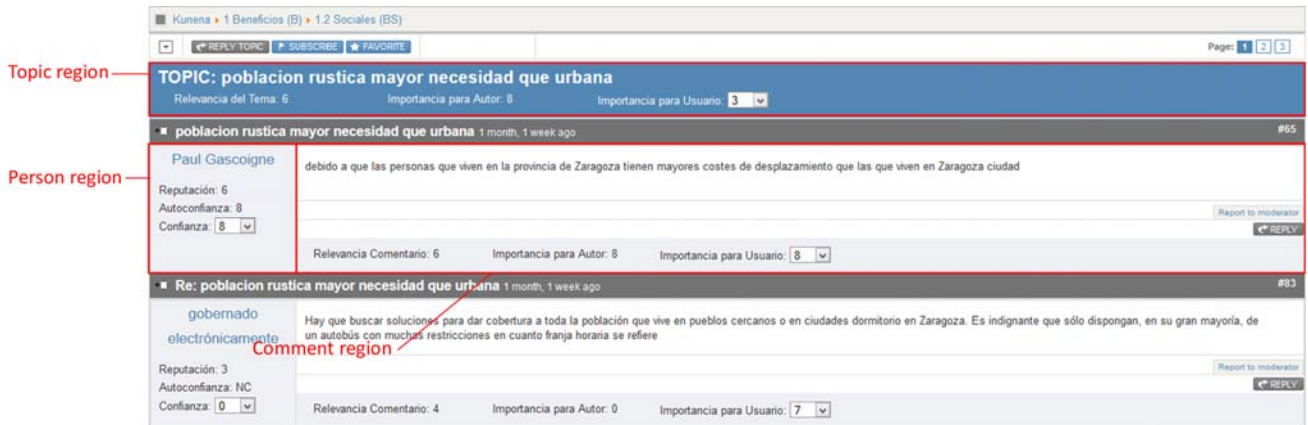 Kunena 1 Beneficios (B) 1.2 Sociales (BS)
REPLY TOPIC SUBSCRIBE FAVORITE Page: 1 2 3
Topic region
TOPIC: poblacion rustica mayor necesidad que urbana
Relevancia del Tema: 6 Importancia para Autor: 8 Importancia para Usuario: 3
poblacion rustica mayor necesidad que urbana 1 month, 1 week ago #65
Person region
Paul Gascoigne
Reputación: 6
Autoconfianza: 8
Confianza: 8
debido a que las personas que viven en la provincia de Zaragoza tienen mayores costes de desplazamiento que las que viven en Zaragoza ciudad
Report to moderator
REPLY
Relevancia Comentario: 6 Importancia para Autor: 8 Importancia para Usuario: 8
Re: poblacion rustica mayor necesidad que urbana 1 month, 1 week ago #83
gobernado
electrónicamente
Reputación: 3
Autoconfianza: NC
Confianza: 0
Hay que buscar soluciones para dar cobertura a toda la población que vive en pueblos cercanos o en ciudades dormitorio en Zaragoza. Es indignante que sólo dispongan, en su gran mayoría, de
un autobús con muchas restricciones en cuanto franja horaria se refiere
Comment region
Report to moderator
REPLY
Relevancia Comentario: 4 Importancia para Autor: 0 Importancia para Usuario: 7